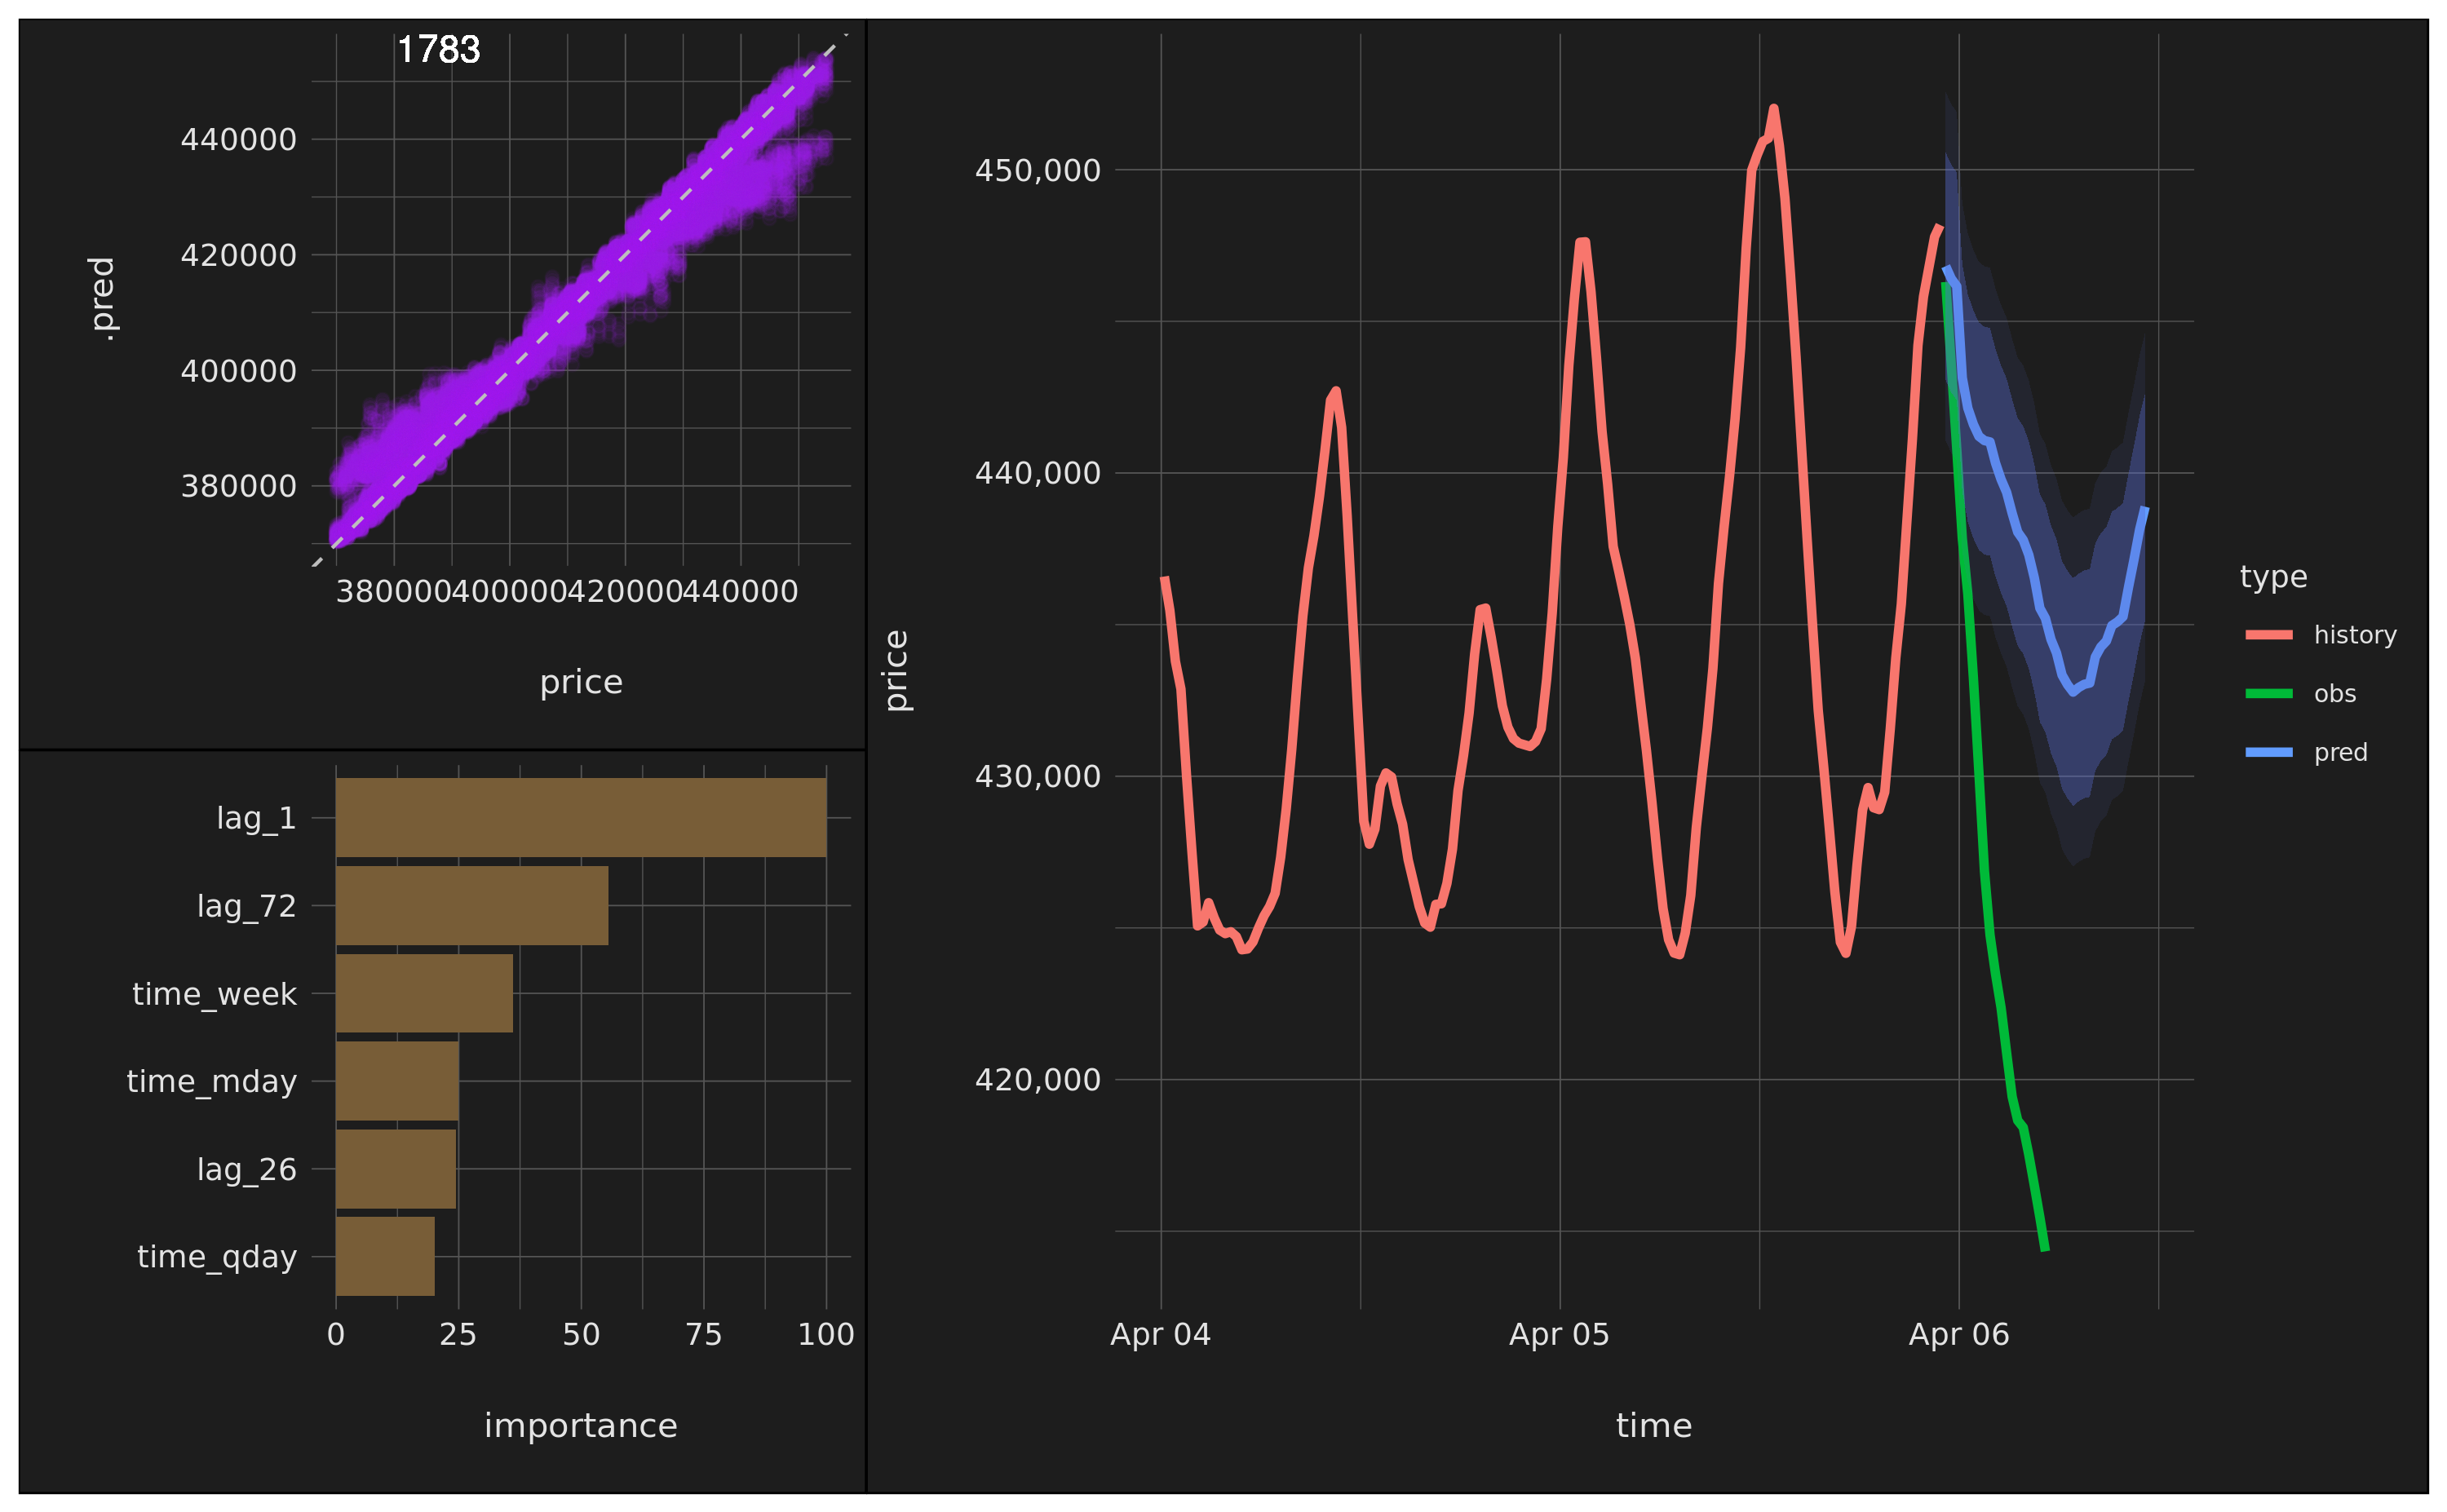 1783
440000
420000
400000
380000
.pred
380000400000420000440000
price
lag_1
lag_72
time_week
time_mday
lag_26
time_qday
0 25 50 75 100
importance
450,000
440,000
430,000
420,000
price
Apr 04 Apr 05 Apr 06
time
type
history
obs
pred